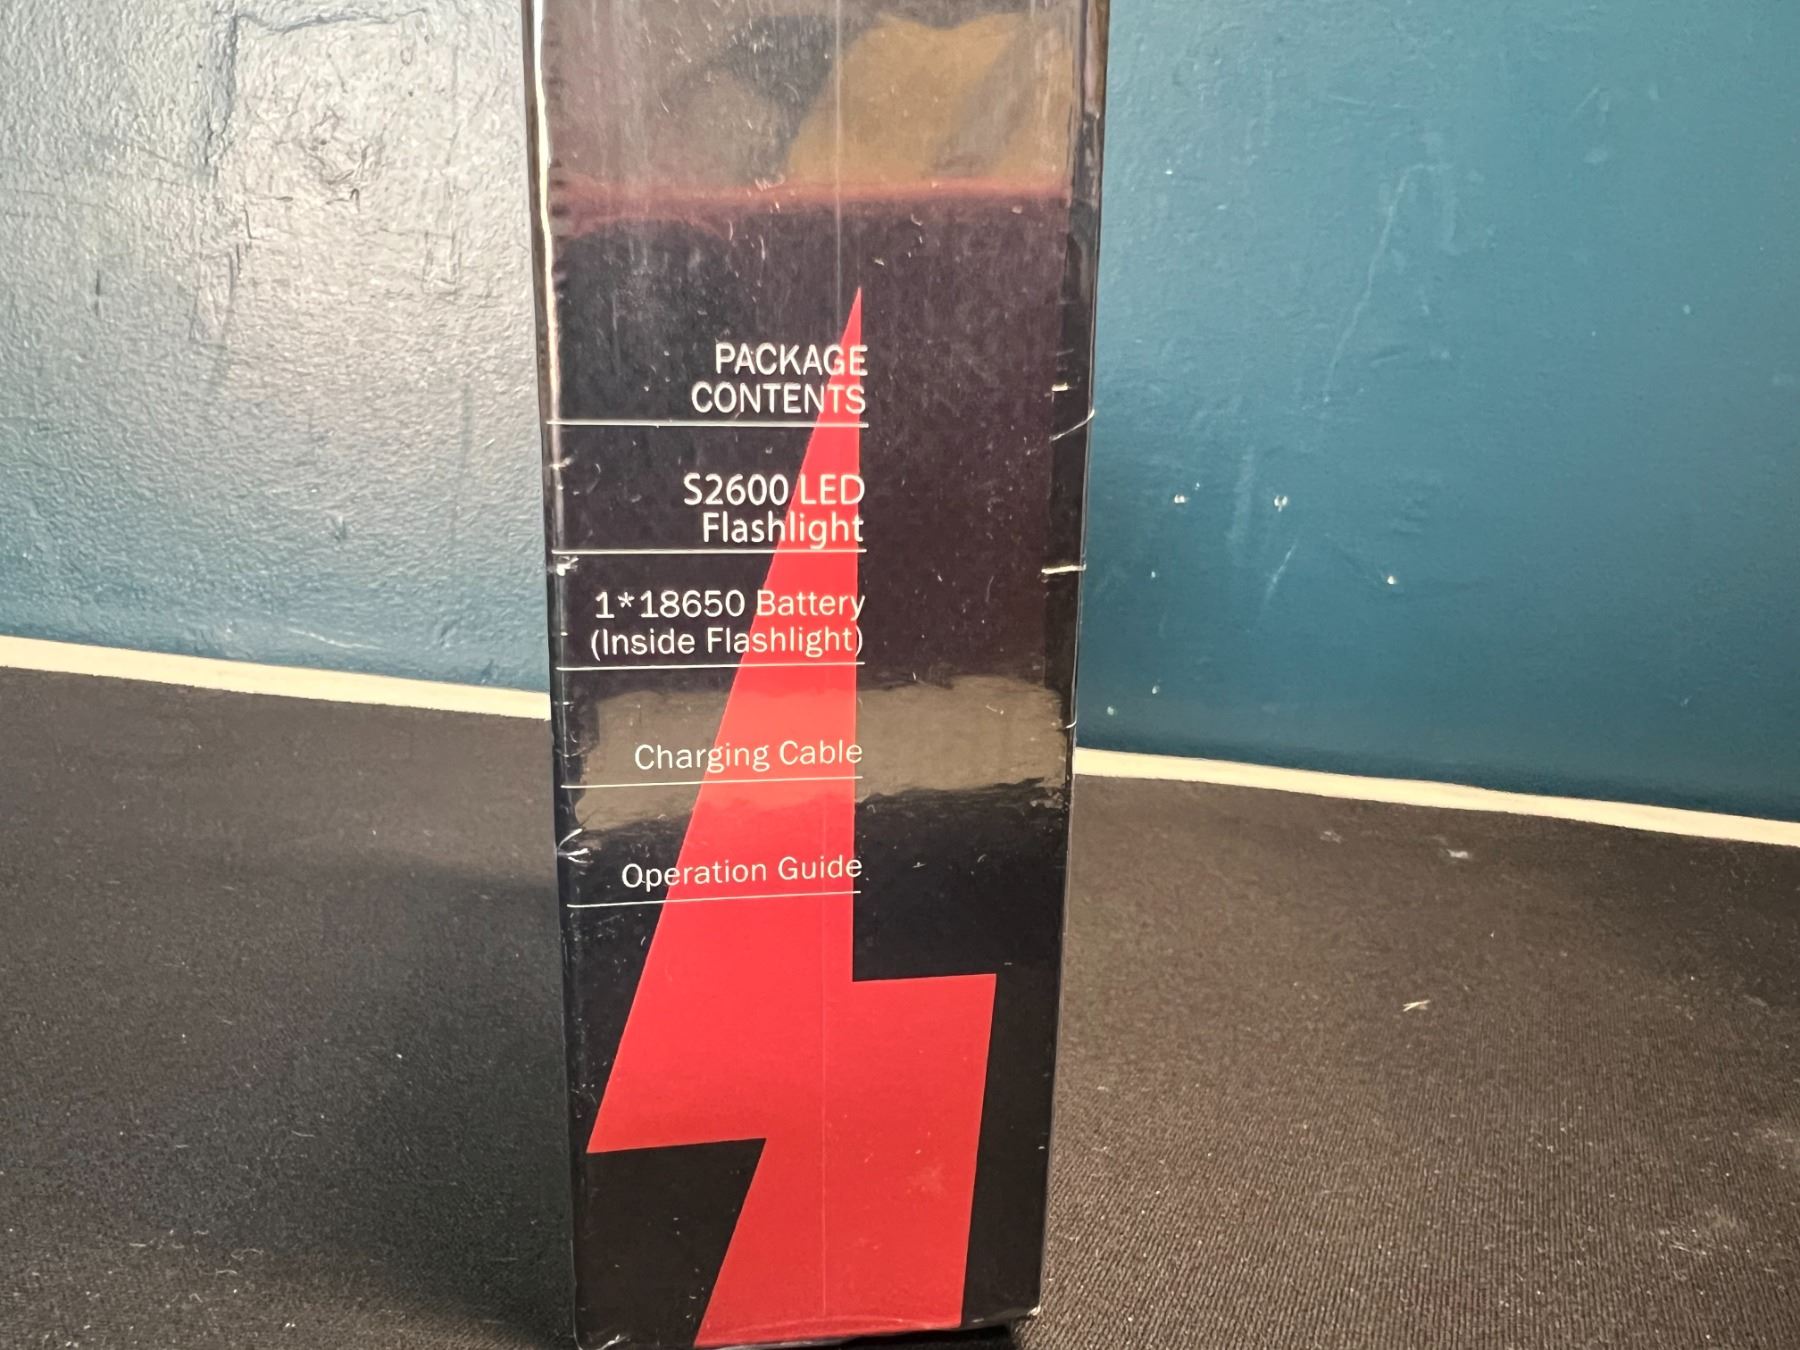 PACKAGE
CONTENTS
S2600 LED
Flashlight
1*18650 Battery
(Inside Flashlight)
Charging Cable
Operation Guide